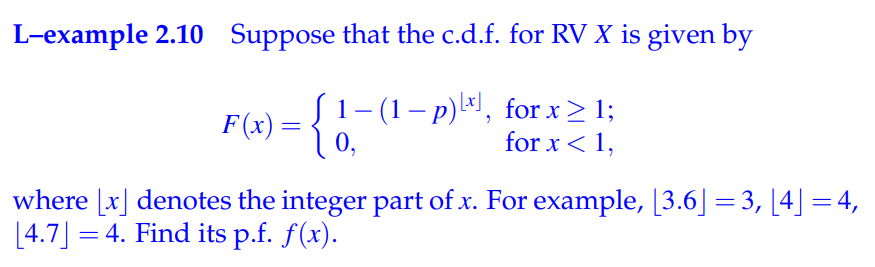 L–example 2.10 Suppose that the c.d.f. for RV X is given by
F(x) = { 1 − (1 − p)^⌊x⌋, for x ≥ 1;
0, for x < 1,
where ⌊x⌋ denotes the integer part of x. For example, ⌊3.6⌋ = 3, ⌊4⌋ = 4,
⌊4.7⌋ = 4. Find its p.f. f(x).